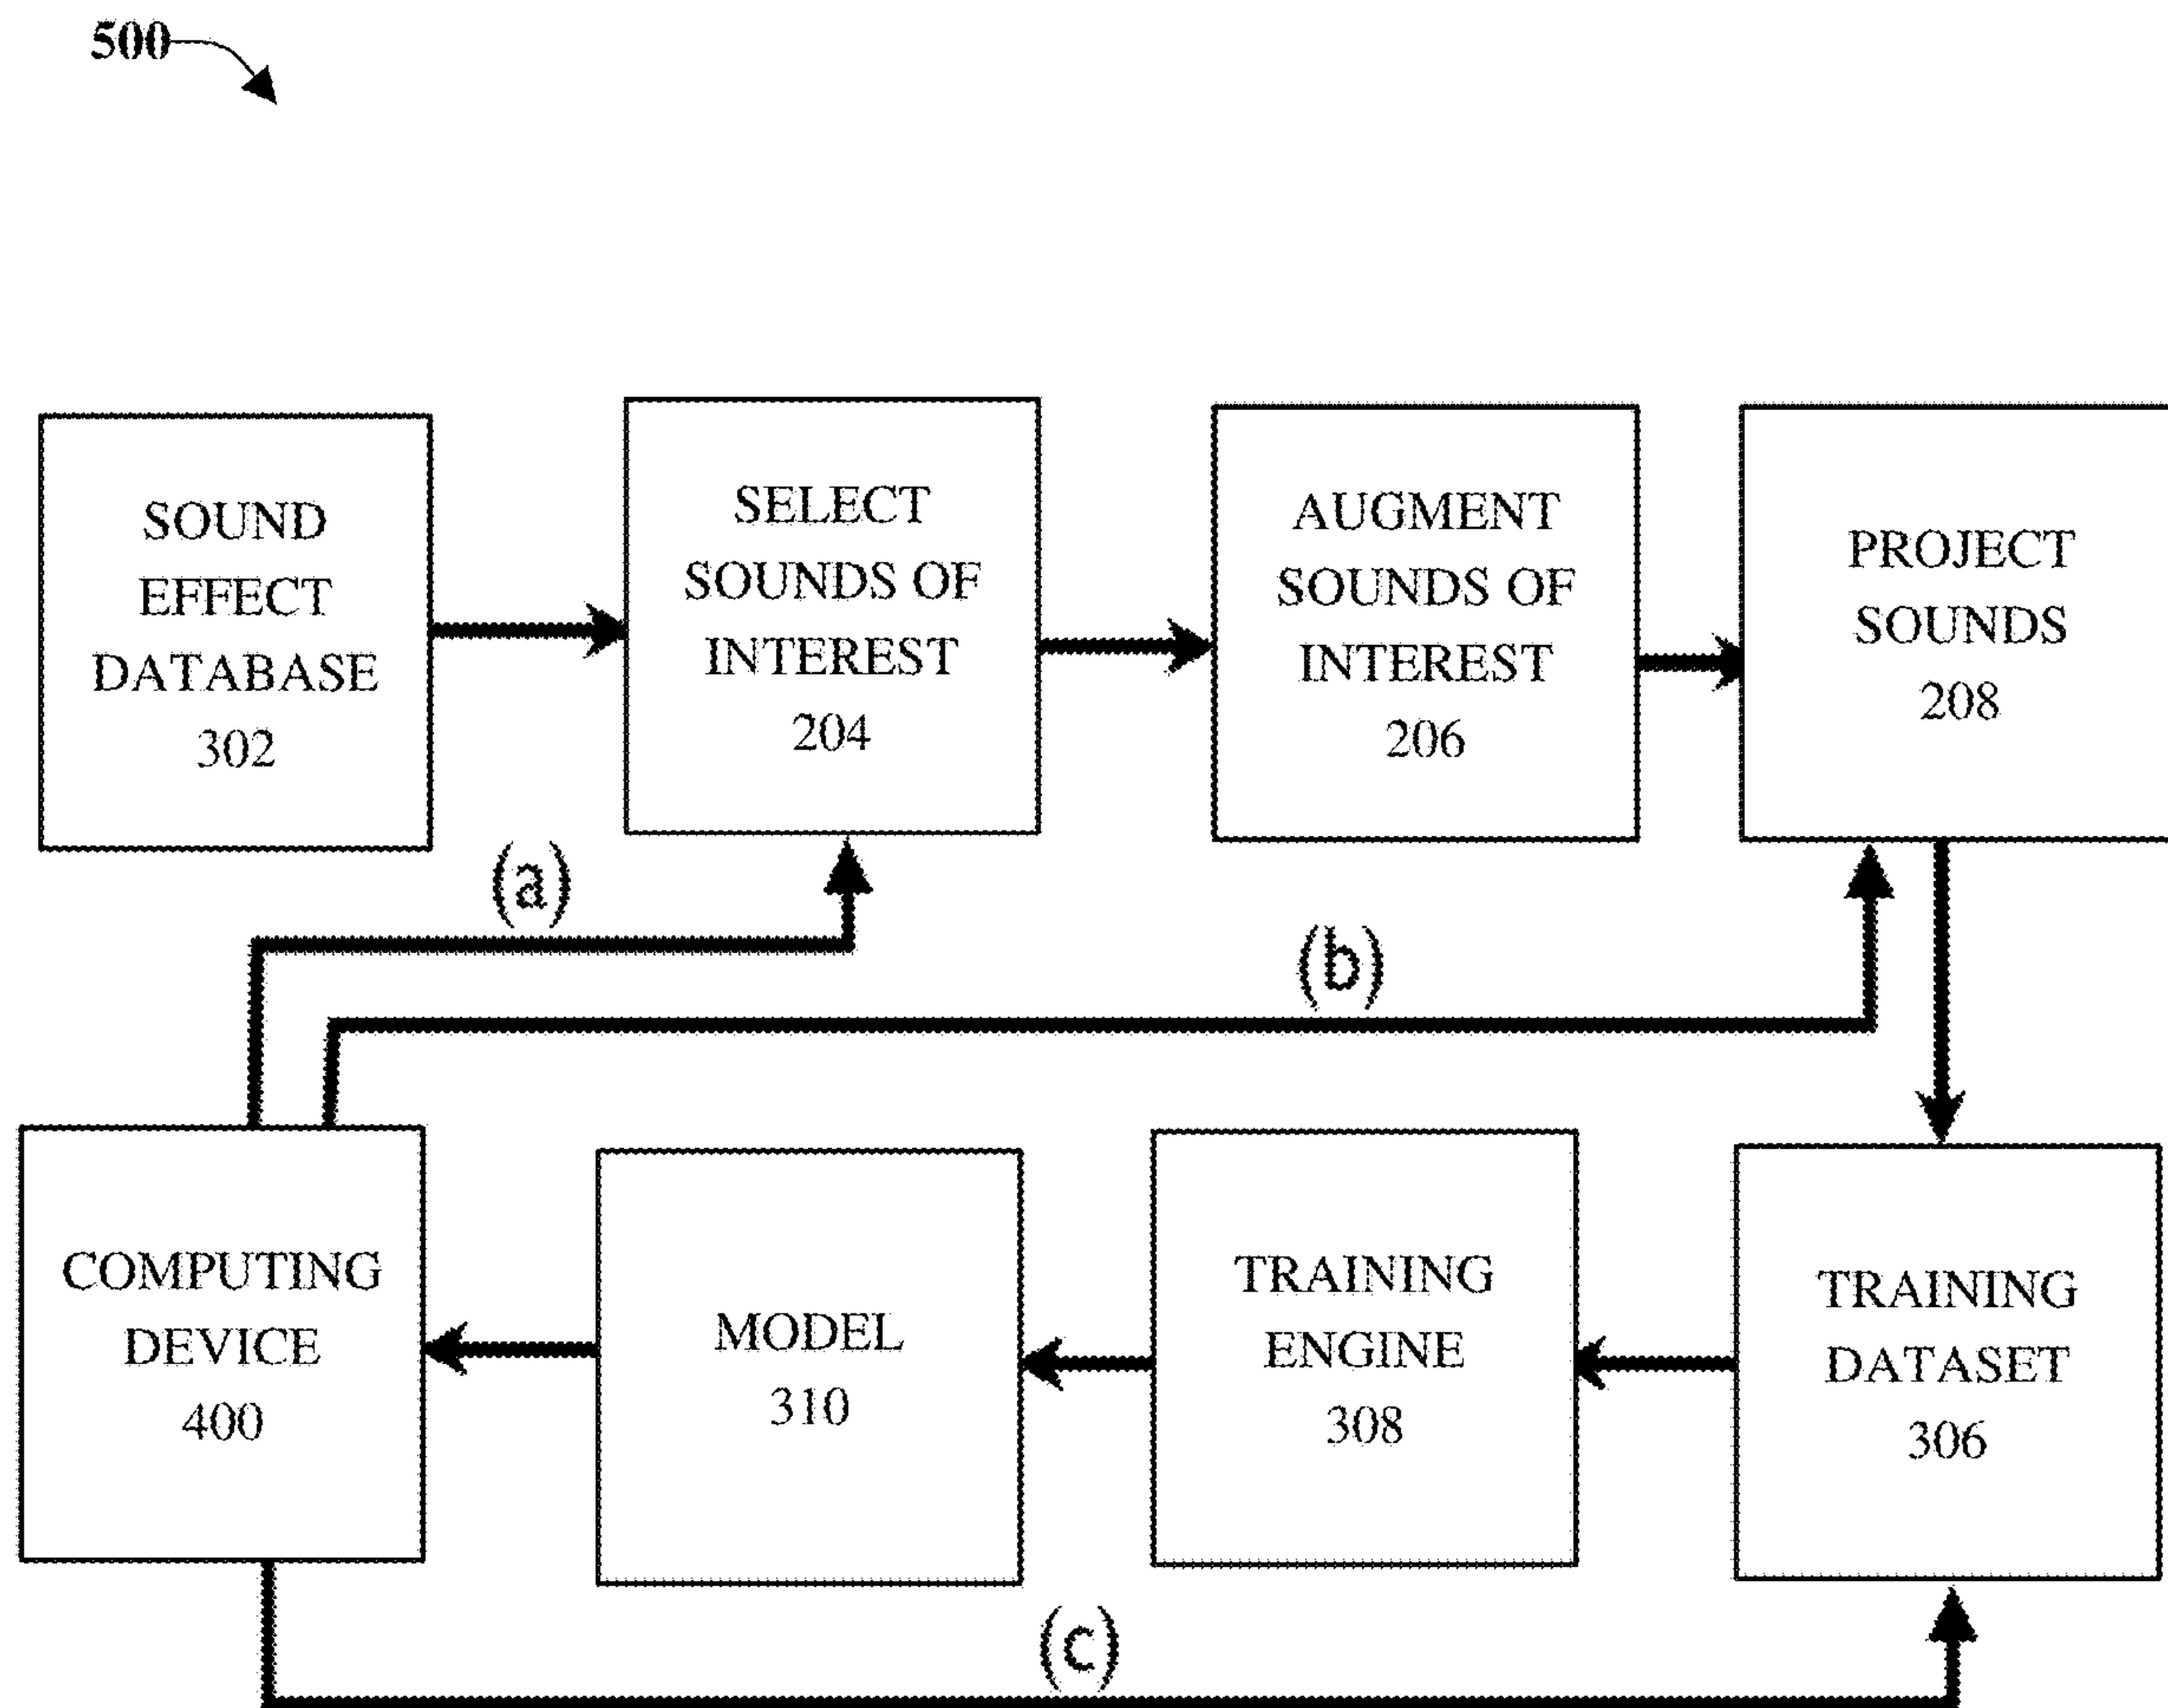 500
SOUND
EFFECT
DATABASE
302
SELECT
SOUNDS OF
INTEREST
204
AUGMENT
SOUNDS OF
INTEREST
206
PROJECT
SOUNDS
208
(a)
(b)
COMPUTING
DEVICE
400
MODEL
310
TRAINING
ENGINE
308
TRAINING
DATASET
306
(c)